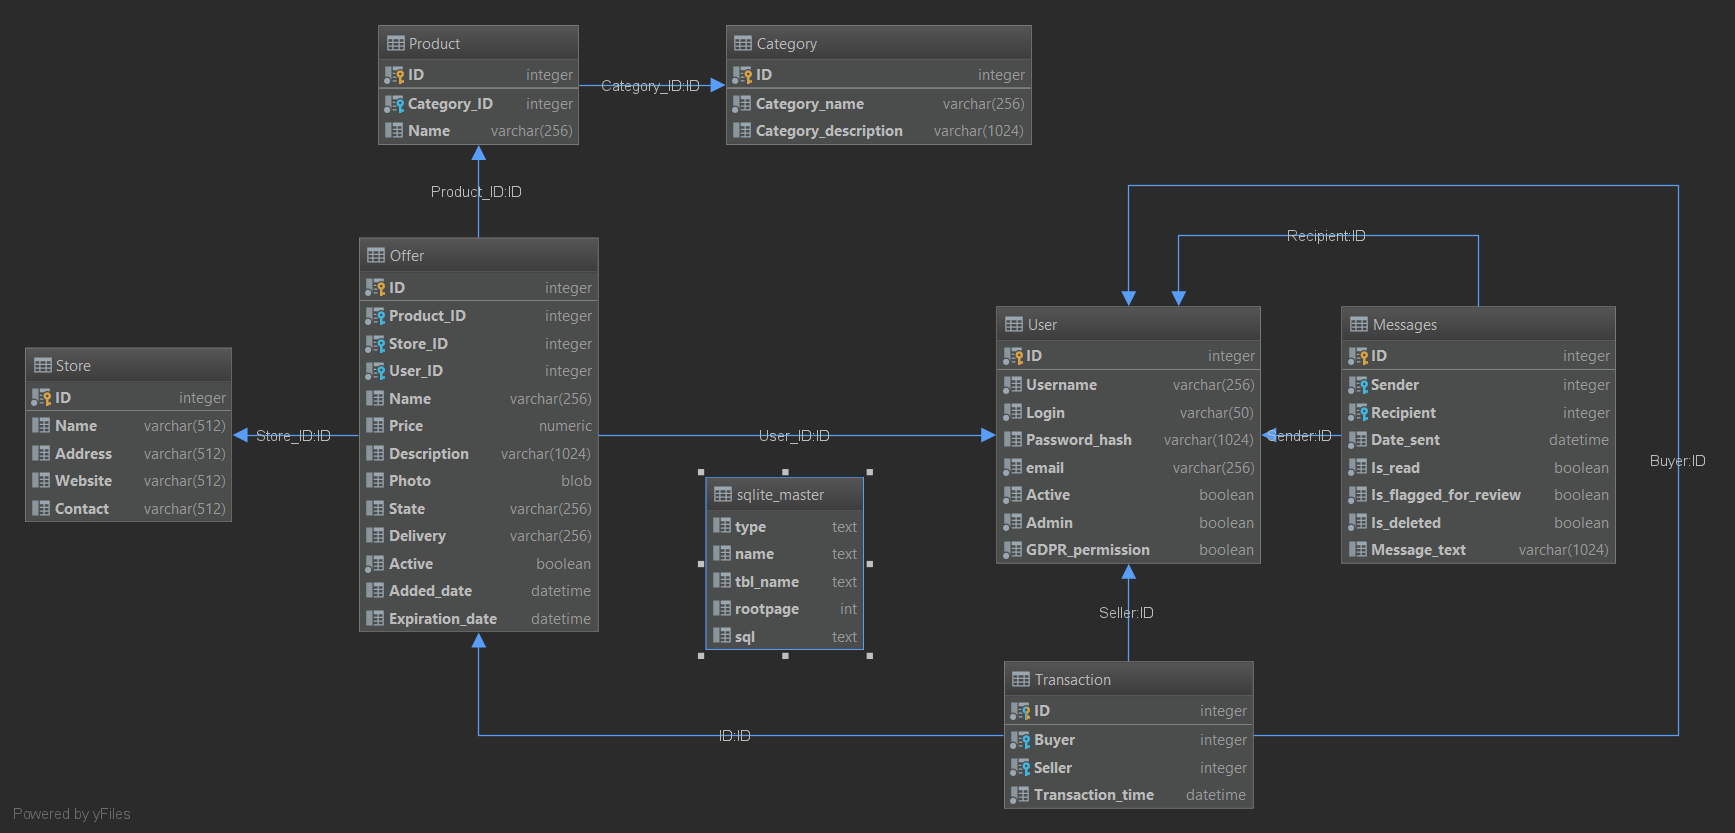 Product
ID integer
Category_ID integer
Name varchar(256)
Category_ID:ID
Category
ID integer
Category_name varchar(256)
Category_description varchar(1024)
Product_ID:ID
Offer
ID integer
Product_ID integer
Store_ID integer
User_ID integer
Name varchar(256)
Price numeric
Description varchar(1024)
Photo blob
State varchar(256)
Delivery varchar(256)
Active boolean
Added_date datetime
Expiration_date datetime
Store
ID integer
Name varchar(512)
Address varchar(512)
Website varchar(512)
Contact varchar(512)
Store_ID:ID
User_ID:ID
sqlite_master
type text
name text
tbl_name text
rootpage int
sql text
Recipient:ID
User
ID integer
Username varchar(256)
Login varchar(50)
Password_hash varchar(1024)
email varchar(256)
Active boolean
Admin boolean
GDPR_permission boolean
Sender:ID
Messages
ID integer
Sender integer
Recipient integer
Date_sent datetime
Is_read boolean
Is_flagged_for_review boolean
Is_deleted boolean
Message_text varchar(1024)
Buyer:ID
Seller:ID
Transaction
ID integer
Buyer integer
Seller integer
Transaction_time datetime
ID:ID
Powered by yFiles